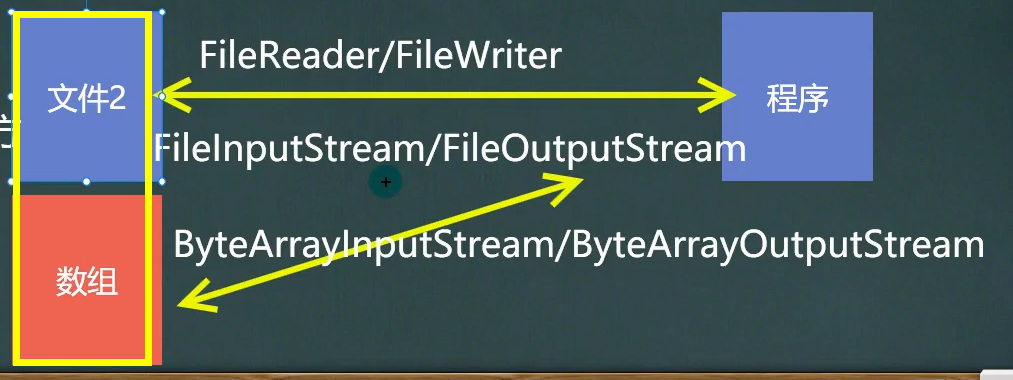 FileReader/FileWriter
文件2
程序
FileInputStream/FileOutputStream
ByteArrayInputStream/ByteArrayOutputStream
数组